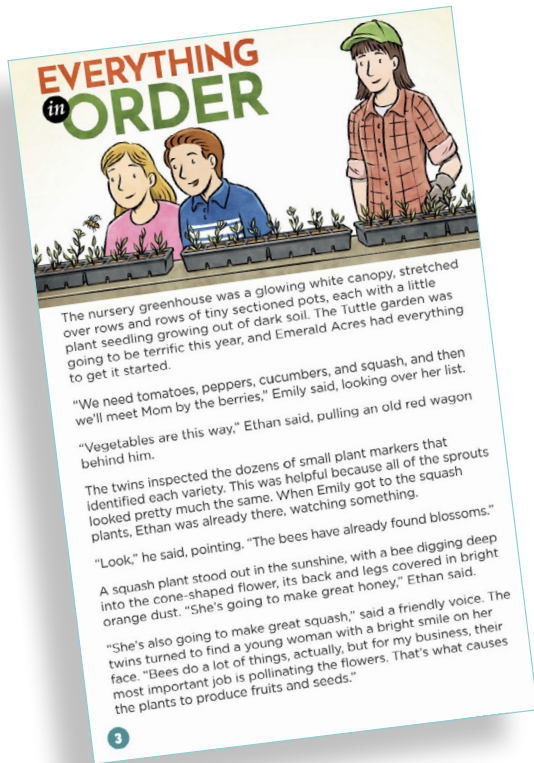 EVERYTHING
in ORDER
The nursery greenhouse was a glowing white canopy, stretched
over rows and rows of tiny sectioned pots, each with a little
plant seedling growing out of dark soil. The Tuttle garden was
going to be terrific this year, and Emerald Acres had everything
to get it started.
“We need tomatoes, peppers, cucumbers, and squash, and then
we’ll meet Mom by the berries,” Emily said, looking over her list.
“Vegetables are this way,” Ethan said, pulling an old red wagon
behind him.
The twins inspected the dozens of small plant markers that
identified each variety. This was helpful because all of the sprouts
looked pretty much the same. When Emily got to the squash
plants, Ethan was already there, watching something.
“Look,” he said, pointing. “The bees have already found blossoms.”
A squash plant stood out in the sunshine, with a bee digging deep
into the cone-shaped flower, its back and legs covered in bright
orange dust. “She’s going to make great honey,” Ethan said.
“She’s also going to make great squash,” said a friendly voice. The
twins turned to find a young woman with a bright smile on her
face. “Bees do a lot of things, actually, but for my business, their
most important job is pollinating the flowers. That’s what causes
the plants to produce fruits and seeds.”
3